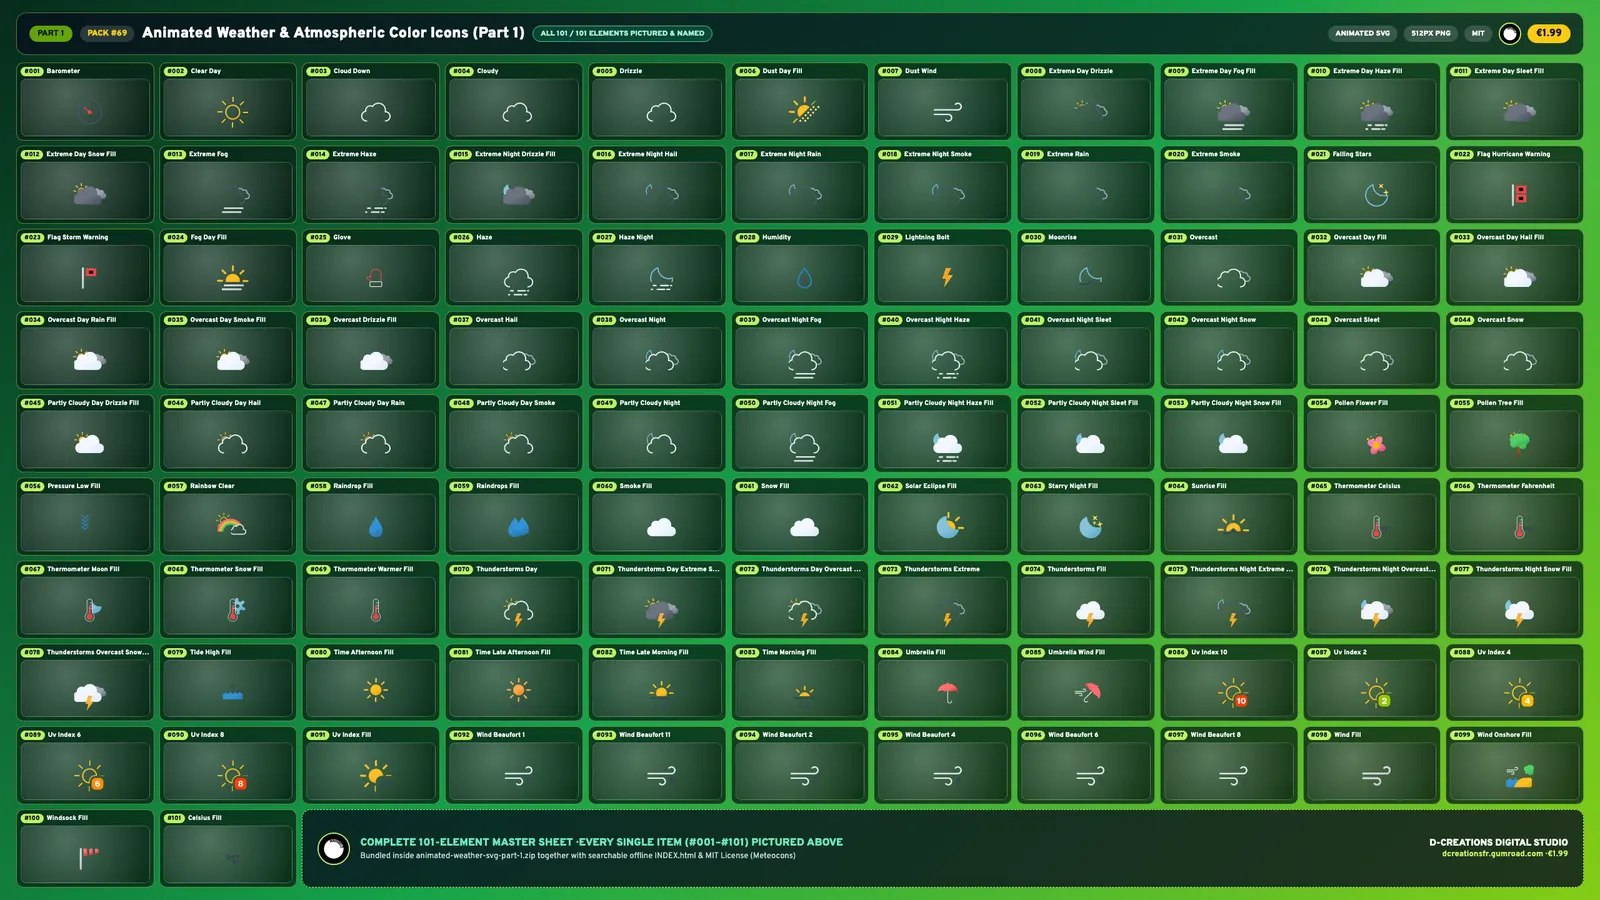 PART 1 PACK #69 Animated Weather & Atmospheric Color Icons (Part 1) ALL 101 / 101 ELEMENTS PICTURED & NAMED ANIMATED SVG 512PX PNG MIT €1.99
#001 Barometer
#002 Clear Day
#003 Cloud Down
#004 Cloudy
#005 Drizzle
#006 Dust Day Fill
#007 Dust Wind
#008 Extreme Day Drizzle
#009 Extreme Day Fog Fill
#010 Extreme Day Haze Fill
#011 Extreme Day Sleet Fill
#012 Extreme Day Snow Fill
#013 Extreme Fog
#014 Extreme Haze
#015 Extreme Night Drizzle Fill
#016 Extreme Night Hail
#017 Extreme Night Rain
#018 Extreme Night Smoke
#019 Extreme Rain
#020 Extreme Smoke
#021 Falling Stars
#022 Flag Hurricane Warning
#023 Flag Storm Warning
#024 Fog Day Fill
#025 Glove
#026 Haze
#027 Haze Night
#028 Humidity
#029 Lightning Bolt
#030 Moonrise
#031 Overcast
#032 Overcast Day Fill
#033 Overcast Day Hail Fill
#034 Overcast Day Rain Fill
#035 Overcast Day Smoke Fill
#036 Overcast Drizzle Fill
#037 Overcast Hail
#038 Overcast Night
#039 Overcast Night Fog
#040 Overcast Night Haze
#041 Overcast Night Sleet
#042 Overcast Night Snow
#043 Overcast Sleet
#044 Overcast Snow
#045 Partly Cloudy Day Drizzle Fill
#046 Partly Cloudy Day Hail
#047 Partly Cloudy Day Rain
#048 Partly Cloudy Day Smoke
#049 Partly Cloudy Night
#050 Partly Cloudy Night Fog
#051 Partly Cloudy Night Haze Fill
#052 Partly Cloudy Night Sleet Fill
#053 Partly Cloudy Night Snow Fill
#054 Pollen Flower Fill
#055 Pollen Tree Fill
#056 Pressure Low Fill
#057 Rainbow Clear
#058 Raindrop Fill
#059 Raindrops Fill
#060 Smoke Fill
#061 Snow Fill
#062 Solar Eclipse Fill
#063 Starry Night Fill
#064 Sunrise Fill
#065 Thermometer Celsius
#066 Thermometer Fahrenheit
#067 Thermometer Moon Fill
#068 Thermometer Snow Fill
#069 Thermometer Warmer Fill
#070 Thunderstorms Day
#071 Thunderstorms Day Extreme S...
#072 Thunderstorms Day Overcast ...
#073 Thunderstorms Extreme
#074 Thunderstorms Fill
#075 Thunderstorms Night Extreme ...
#076 Thunderstorms Night Overcast...
#077 Thunderstorms Night Snow Fill
#078 Thunderstorms Overcast Snow...
#079 Tide High Fill
#080 Time Afternoon Fill
#081 Time Late Afternoon Fill
#082 Time Late Morning Fill
#083 Time Morning Fill
#084 Umbrella Fill
#085 Umbrella Wind Fill
#086 Uv Index 10
10
#087 Uv Index 2
2
#088 Uv Index 4
4
#089 Uv Index 6
6
#090 Uv Index 8
8
#091 Uv Index Fill
#092 Wind Beaufort 1
#093 Wind Beaufort 11
#094 Wind Beaufort 2
#095 Wind Beaufort 4
#096 Wind Beaufort 6
#097 Wind Beaufort 8
#098 Wind Fill
#099 Wind Onshore Fill
#100 Windsock Fill
#101 Celsius Fill
COMPLETE 101-ELEMENT MASTER SHEET · EVERY SINGLE ITEM (#001–#101) PICTURED ABOVE
Bundled inside animated-weather-svg-part-1.zip together with searchable offline INDEX.html & MIT License (Meteocons)
D-CREATIONS DIGITAL STUDIO
dcreationsfr.gumroad.com · €1.99